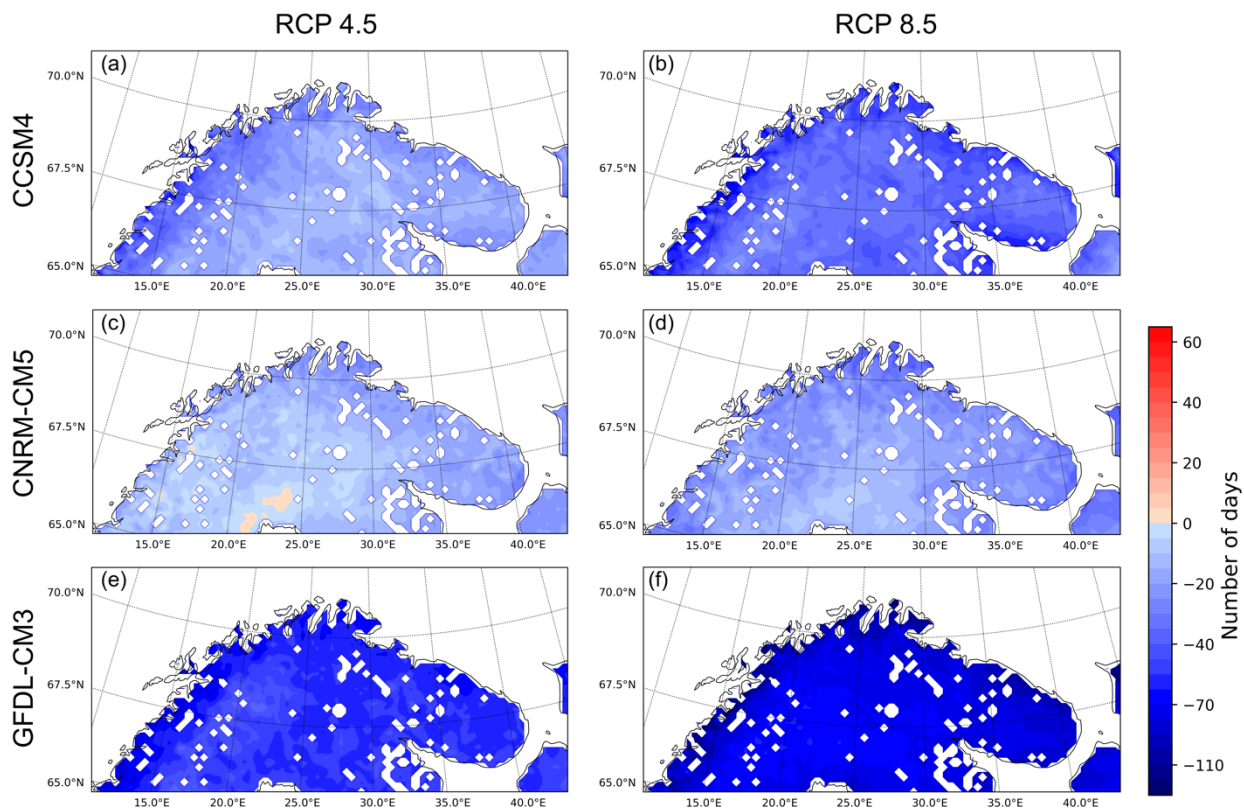 RCP 4.5 RCP 8.5
CCSM4
(a) (b)
70.0°N 70.0°N
67.5°N 67.5°N
65.0°N 65.0°N
15.0°E 20.0°E 25.0°E 30.0°E 35.0°E 40.0°E 15.0°E 20.0°E 25.0°E 30.0°E 35.0°E 40.0°E
CNRM-CM5
(c) (d)
70.0°N 70.0°N
67.5°N 67.5°N
65.0°N 65.0°N
15.0°E 20.0°E 25.0°E 30.0°E 35.0°E 40.0°E 15.0°E 20.0°E 25.0°E 30.0°E 35.0°E 40.0°E
GFDL-CM3
(e) (f)
70.0°N 70.0°N
67.5°N 67.5°N
65.0°N 65.0°N
15.0°E 20.0°E 25.0°E 30.0°E 35.0°E 40.0°E 15.0°E 20.0°E 25.0°E 30.0°E 35.0°E 40.0°E
60
40
20
0
−20
−40
−70
−110
Number of days